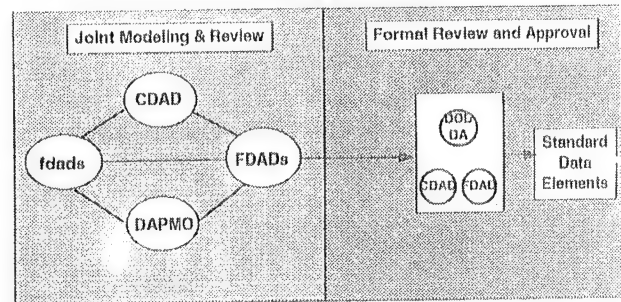 Joint Modeling & Review
Formal Review and Approval
CDAD
fdads
FDADs
DAPMO
DOD
DA
CDAD
FDAD
Standard
Data
Elements